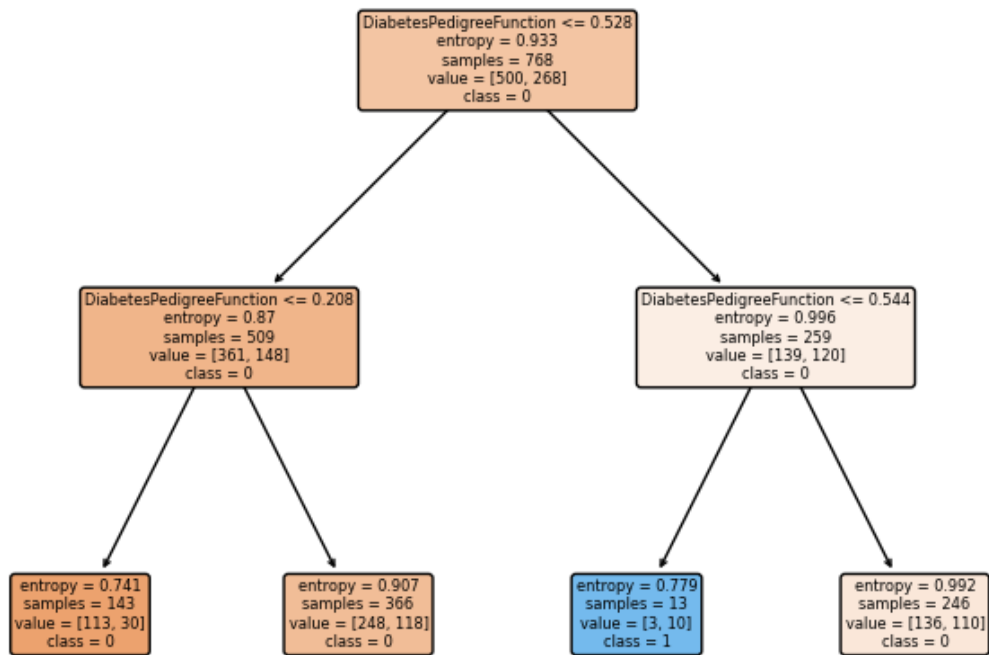 DiabetesPedigreeFunction <= 0.528
entropy = 0.933
samples = 768
value = [500, 268]
class = 0
DiabetesPedigreeFunction <= 0.208
entropy = 0.87
samples = 509
value = [361, 148]
class = 0
DiabetesPedigreeFunction <= 0.544
entropy = 0.996
samples = 259
value = [139, 120]
class = 0
entropy = 0.741
samples = 143
value = [113, 30]
class = 0
entropy = 0.907
samples = 366
value = [248, 118]
class = 0
entropy = 0.779
samples = 13
value = [3, 10]
class = 1
entropy = 0.992
samples = 246
value = [136, 110]
class = 0